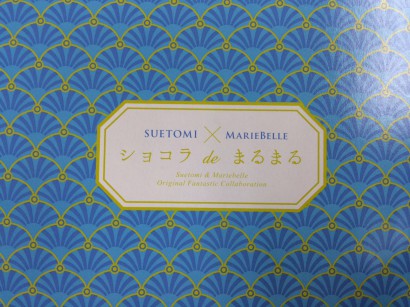 SUETOMI × MARIEBELLE
ショコラ de まるまる
Suetomi & Mariebelle
Original Fantastic Collaboration